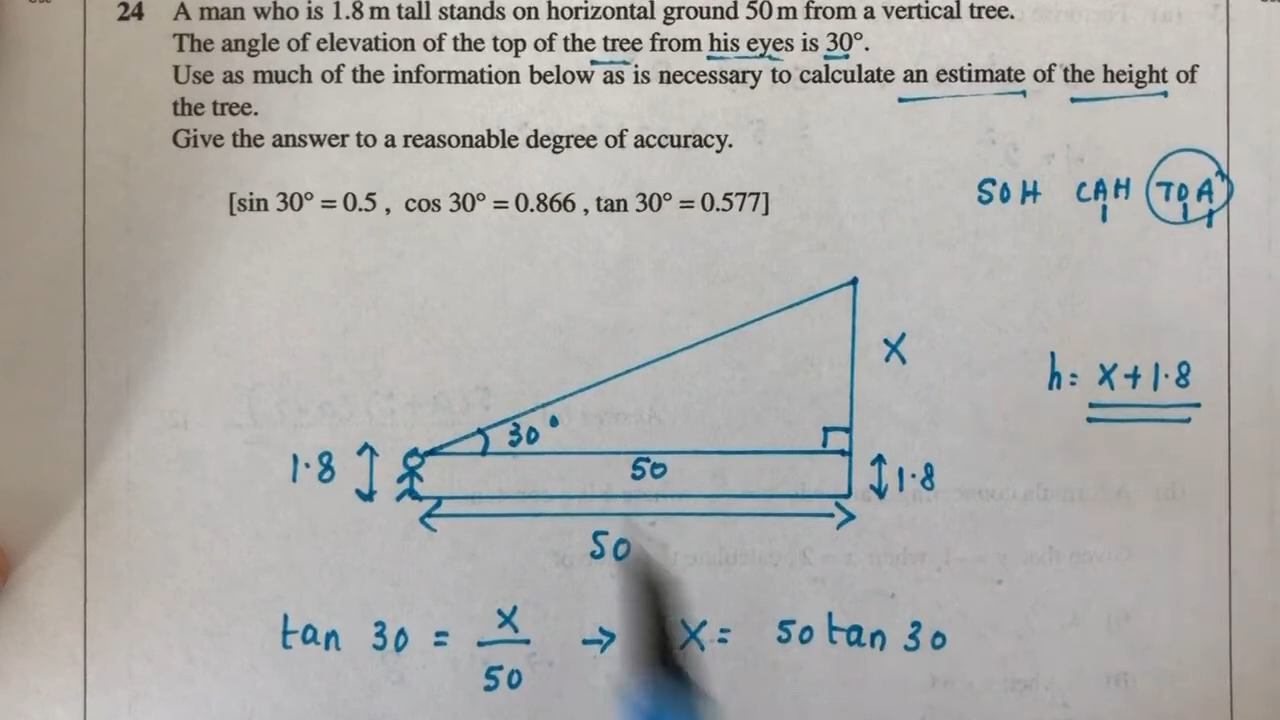 24 A man who is 1.8 m tall stands on horizontal ground 50 m from a vertical tree.
The angle of elevation of the top of the tree from his eyes is 30°.
Use as much of the information below as is necessary to calculate an estimate of the height of
the tree.
Give the answer to a reasonable degree of accuracy.
[sin 30° = 0.5 , cos 30° = 0.866 , tan 30° = 0.577]
SOH CAH TOA
x
h = x + 1.8
30°
1.8
50
1.8
50
tan 30 = x/50 → x = 50 tan 30